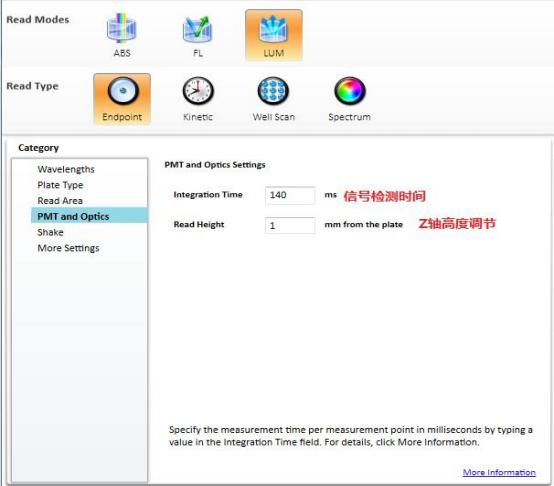 Read Modes
ABS
FL
LUM
Read Type
Endpoint
Kinetic
Well Scan
Spectrum
Category
Wavelengths
Plate Type
Read Area
PMT and Optics
Shake
More Settings
PMT and Optics Settings
Integration Time 140 ms 信号检测时间
Read Height 1 mm from the plate Z轴高度调节
Specify the measurement time per measurement point in milliseconds by typing a
value in the Integration Time field. For details, click More Information.
More Information